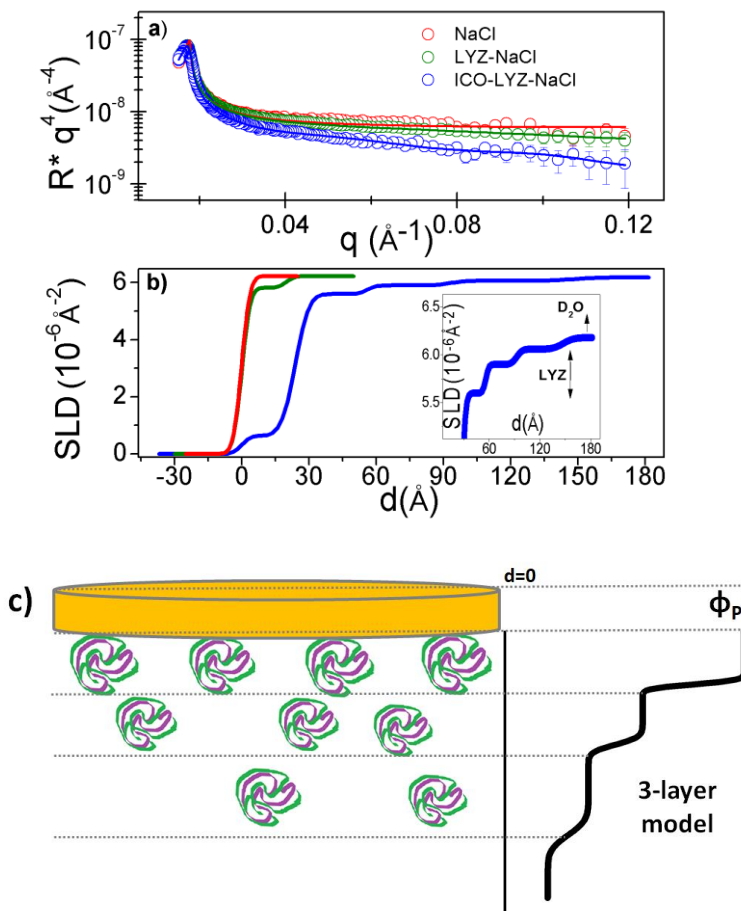 a)
NaCl
LYZ-NaCl
ICO-LYZ-NaCl
10⁻⁷
10⁻⁸
10⁻⁹
R* q⁴(Å⁻⁴)
0.04 0.08 0.12
q (Å⁻¹)
b)
6
3
0
SLD (10⁻⁶Å⁻²)
D₂O
LYZ
6.5
6.0
5.5
SLD (10⁻⁶Å⁻²)
d(Å)
60 120 180
-30 0 30 60 90 120 150 180
d(Å)
c)
d=0
ϕP
3-layer
model